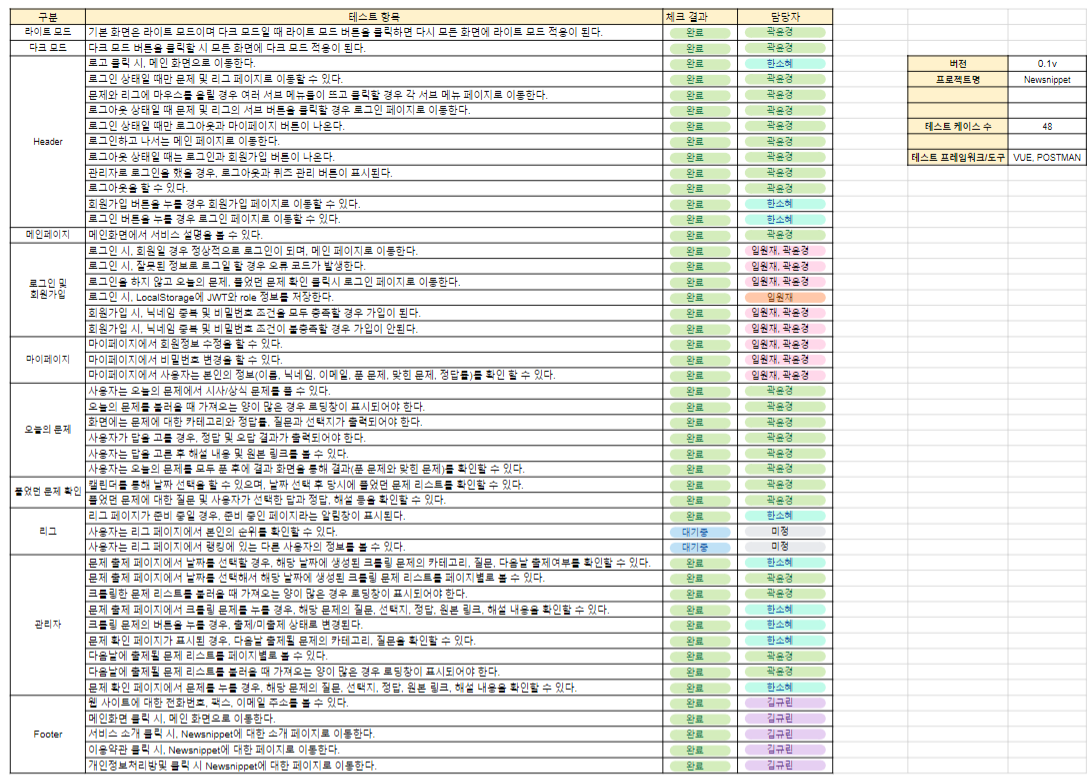 구분 테스트 항목 체크 결과 담당자
라이트 모드 기본 화면은 라이트 모드이며 다크 모드일 때 라이트 모드 버튼을 클릭하면 다시 모든 화면에 라이트 모드 적용이 된다. 완료 곽윤경
다크 모드 다크 모드 버튼을 클릭할 시 모든 화면에 다크 모드 적용이 된다. 완료 곽윤경
Header 로고 클릭 시, 메인 화면으로 이동한다. 완료 한소혜
로그인 상태일 때만 문제 및 리그 페이지로 이동할 수 있다. 완료 곽윤경
문제와 리그에 마우스를 올릴 경우 여러 서브 메뉴들이 뜨고 클릭할 경우 각 서브 메뉴 페이지로 이동한다. 완료 곽윤경
로그아웃 상태일 때 문제 및 리그의 서브 버튼을 클릭할 경우 로그인 페이지로 이동한다. 완료 곽윤경
로그인 상태일 때만 로그아웃과 마이페이지 버튼이 나온다. 완료 곽윤경
로그인하고 나서는 메인 페이지로 이동한다. 완료 곽윤경
로그아웃 상태일 때는 로그인과 회원가입 버튼이 나온다. 완료 곽윤경
관리자로 로그인을 했을 경우, 로그아웃과 퀴즈 관리 버튼이 표시된다. 완료 곽윤경
로그아웃을 할 수 있다. 완료 곽윤경
회원가입 버튼을 누를 경우 회원가입 페이지로 이동할 수 있다. 완료 한소혜
로그인 버튼을 누를 경우 로그인 페이지로 이동할 수 있다. 완료 한소혜
메인페이지 메인화면에서 서비스 설명을 볼 수 있다. 완료 곽윤경
로그인 및 회원가입 로그인 시, 회원일 경우 정상적으로 로그인이 되며, 메인 페이지로 이동한다. 완료 임원재, 곽윤경
로그인 시, 잘못된 정보로 로그일 할 경우 오류 코드가 발생한다. 완료 임원재, 곽윤경
로그인을 하지 않고 오늘의 문제, 풀었던 문제 확인 클릭시 로그인 페이지로 이동한다. 완료 임원재, 곽윤경
로그인 시, LocalStorage에 JWT와 role 정보를 저장한다. 완료 임원재
회원가입 시, 닉네임 중복 및 비밀번호 조건을 모두 충족할 경우 가입이 된다. 완료 임원재, 곽윤경
회원가입 시, 닉네임 중복 및 비밀번호 조건이 불충족할 경우 가입이 안된다. 완료 임원재, 곽윤경
마이페이지 마이페이지에서 회원정보 수정을 할 수 있다. 완료 임원재, 곽윤경
마이페이지에서 비밀번호 변경을 할 수 있다. 완료 임원재, 곽윤경
마이페이지에서 사용자는 본인의 정보(이름, 닉네임, 이메일, 푼 문제, 맞힌 문제, 정답률)를 확인 할 수 있다. 완료 임원재, 곽윤경
오늘의 문제 사용자는 오늘의 문제에서 시사/상식 문제를 풀 수 있다. 완료 곽윤경
오늘의 문제를 불러올 때 가져오는 양이 많은 경우 로딩창이 표시되어야 한다. 완료 곽윤경
화면에는 문제에 대한 카테고리와 정답률, 질문과 선택지가 출력되어야 한다. 완료 곽윤경
사용자가 답을 고를 경우, 정답 및 오답 결과가 출력되어야 한다. 완료 곽윤경
사용자는 답을 고른 후 해설 내용 및 원본 링크를 볼 수 있다. 완료 곽윤경
사용자는 오늘의 문제를 모두 푼 후에 결과 화면을 통해 결과(푼 문제와 맞힌 문제)를 확인할 수 있다. 완료 곽윤경
풀었던 문제 확인 캘린더를 통해 날짜 선택을 할 수 있으며, 날짜 선택 후 당시에 풀었던 문제 리스트를 확인할 수 있다. 완료 곽윤경
풀었던 문제에 대한 질문 및 사용자가 선택한 답과 정답, 해설 등을 확인할 수 있다. 완료 곽윤경
리그 리그 페이지가 준비 중일 경우, 준비 중인 페이지라는 알림창이 표시된다. 완료 한소혜
사용자는 리그 페이지에서 본인의 순위를 확인할 수 있다. 대기중 미정
사용자는 리그 페이지에서 랭킹에 있는 다른 사용자의 정보를 볼 수 있다. 대기중 미정
관리자 문제 출제 페이지에서 날짜를 선택할 경우, 해당 날짜에 생성된 크롤링 문제의 카테고리, 질문, 다음날 출제여부를 확인할 수 있다. 완료 한소혜
문제 출제 페이지에서 날짜를 선택해서 해당 날짜에 생성된 크롤링 문제 리스트를 페이지별로 볼 수 있다. 완료 곽윤경
크롤링한 문제 리스트를 불러올 때 가져오는 양이 많은 경우 로딩창이 표시되어야 한다. 완료 곽윤경
문제 출제 페이지에서 크롤링 문제를 누를 경우, 해당 문제의 질문, 선택지, 정답, 원본 링크, 해설 내용을 확인할 수 있다. 완료 한소혜
크롤링 문제의 버튼을 누를 경우, 출제/미출제 상태로 변경된다. 완료 한소혜
문제 확인 페이지가 표시된 경우, 다음날 출제될 문제의 카테고리, 질문을 확인할 수 있다. 완료 한소혜
다음날에 출제될 문제 리스트를 페이지별로 볼 수 있다. 완료 곽윤경
다음날에 출제될 문제 리스트를 불러올 때 가져오는 양이 많은 경우 로딩창이 표시되어야 한다. 완료 곽윤경
문제 확인 페이지에서 문제를 누를 경우, 해당 문제의 질문, 선택지, 정답, 원본 링크, 해설 내용을 확인할 수 있다. 완료 한소혜
Footer 웹 사이트에 대한 전화번호, 팩스, 이메일 주소를 볼 수 있다. 완료 김규린
메인화면 클릭 시, 메인 화면으로 이동한다. 완료 김규린
서비스 소개 클릭 시, Newsnippet에 대한 소개 페이지로 이동한다. 완료 김규린
이용약관 클릭 시, Newsnippet에 대한 페이지로 이동한다. 완료 김규린
개인정보처리방및 클릭 시 Newsnippet에 대한 페이지로 이동한다. 완료 김규린
버전 0.1v
프로젝트명 Newsnippet
테스트 케이스 수 48
테스트 프레임워크/도구 VUE, POSTMAN